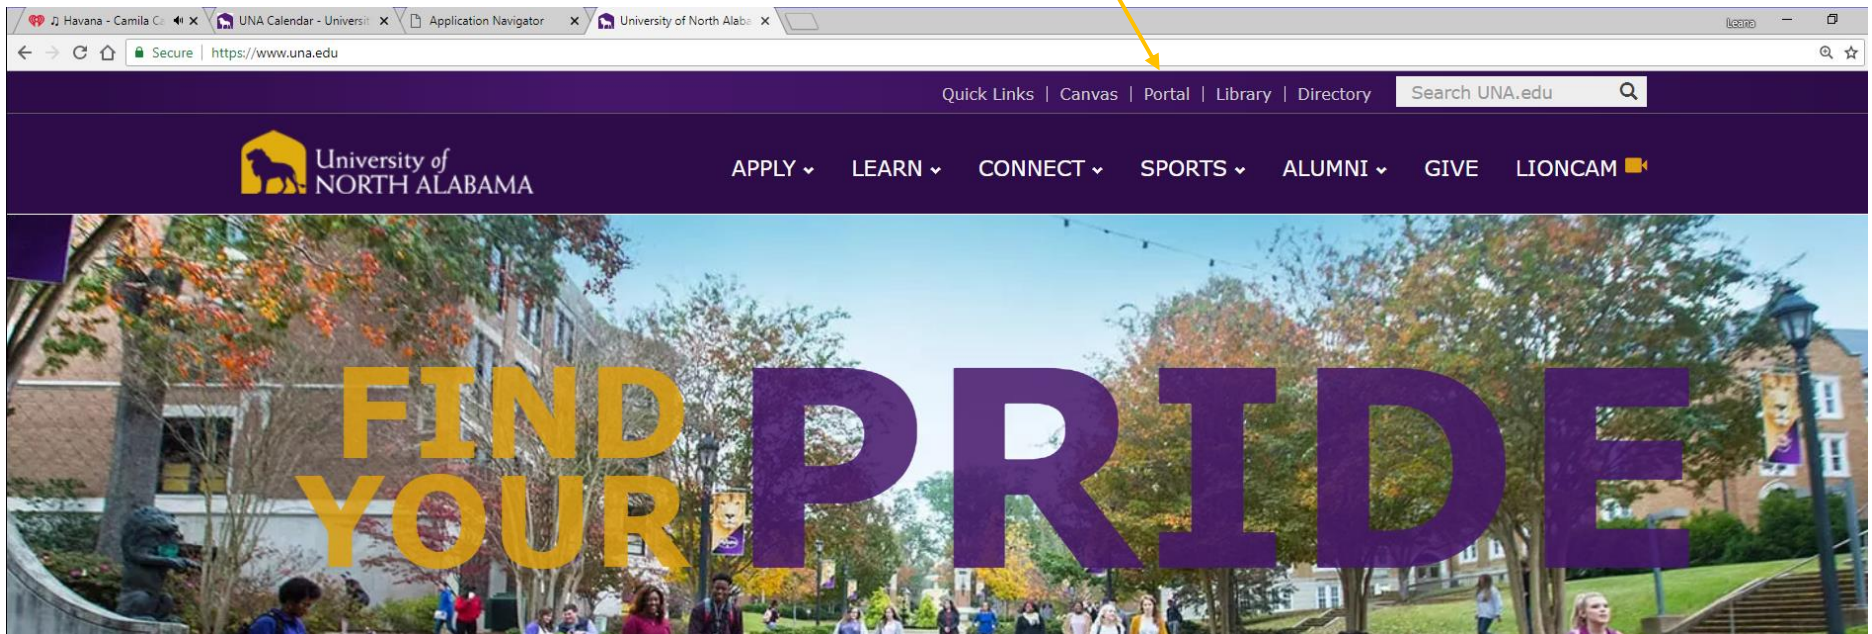 Havana - Camila Ca
UNA Calendar - Universit
Application Navigator
University of North Alaba
Leana
Secure | https://www.una.edu
Quick Links | Canvas | Portal | Library | Directory
Search UNA.edu
University of
NORTH ALABAMA
APPLY LEARN CONNECT SPORTS ALUMNI GIVE LIONCAM
FIND
YOUR
PRIDE